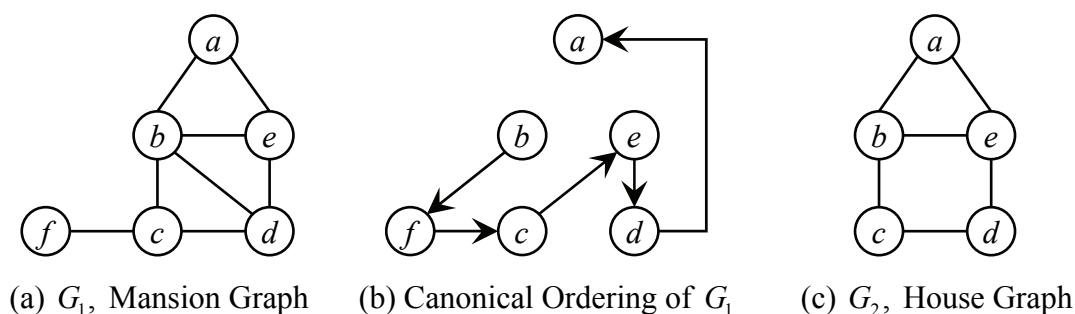 a a a
b e b e b e
f c d f c d c d
(a) G₁, Mansion Graph (b) Canonical Ordering of G₁ (c) G₂, House Graph